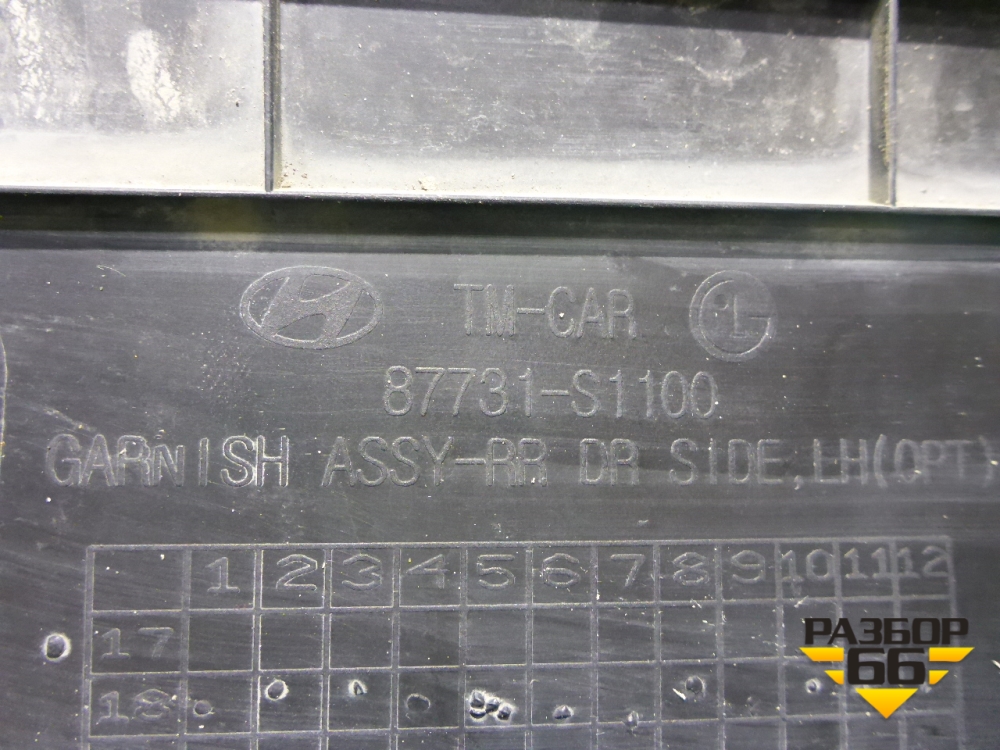 TM-CAR
87731-S1100
GARNISH ASSY-RR DR SIDE,LH(OPT)
1 2 3 4 5 6 7 8 9 10 11 12
17
18
РАЗБОР
66